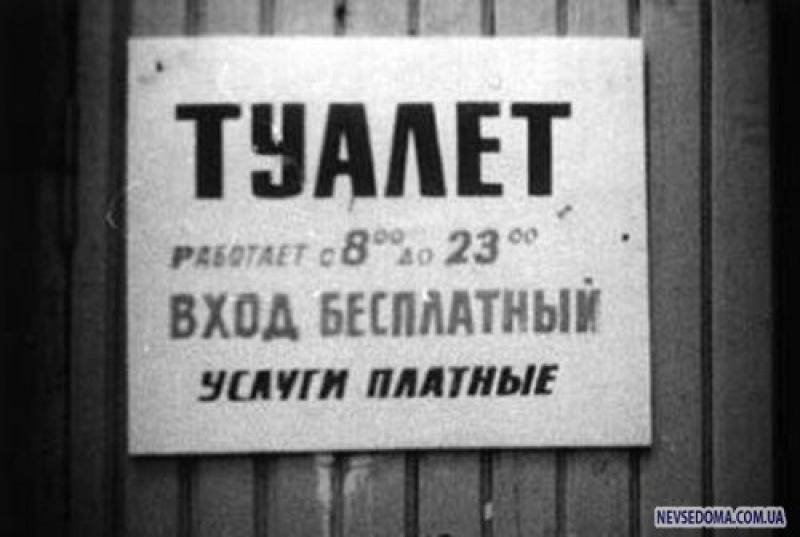 ТУАЛЕТ
РАБОТАЕТ С 8⁰⁰ ДО 23⁰⁰
ВХОД БЕСПЛАТНЫЙ
УСЛУГИ ПЛАТНЫЕ
NEVSEDOMA.COM.UA